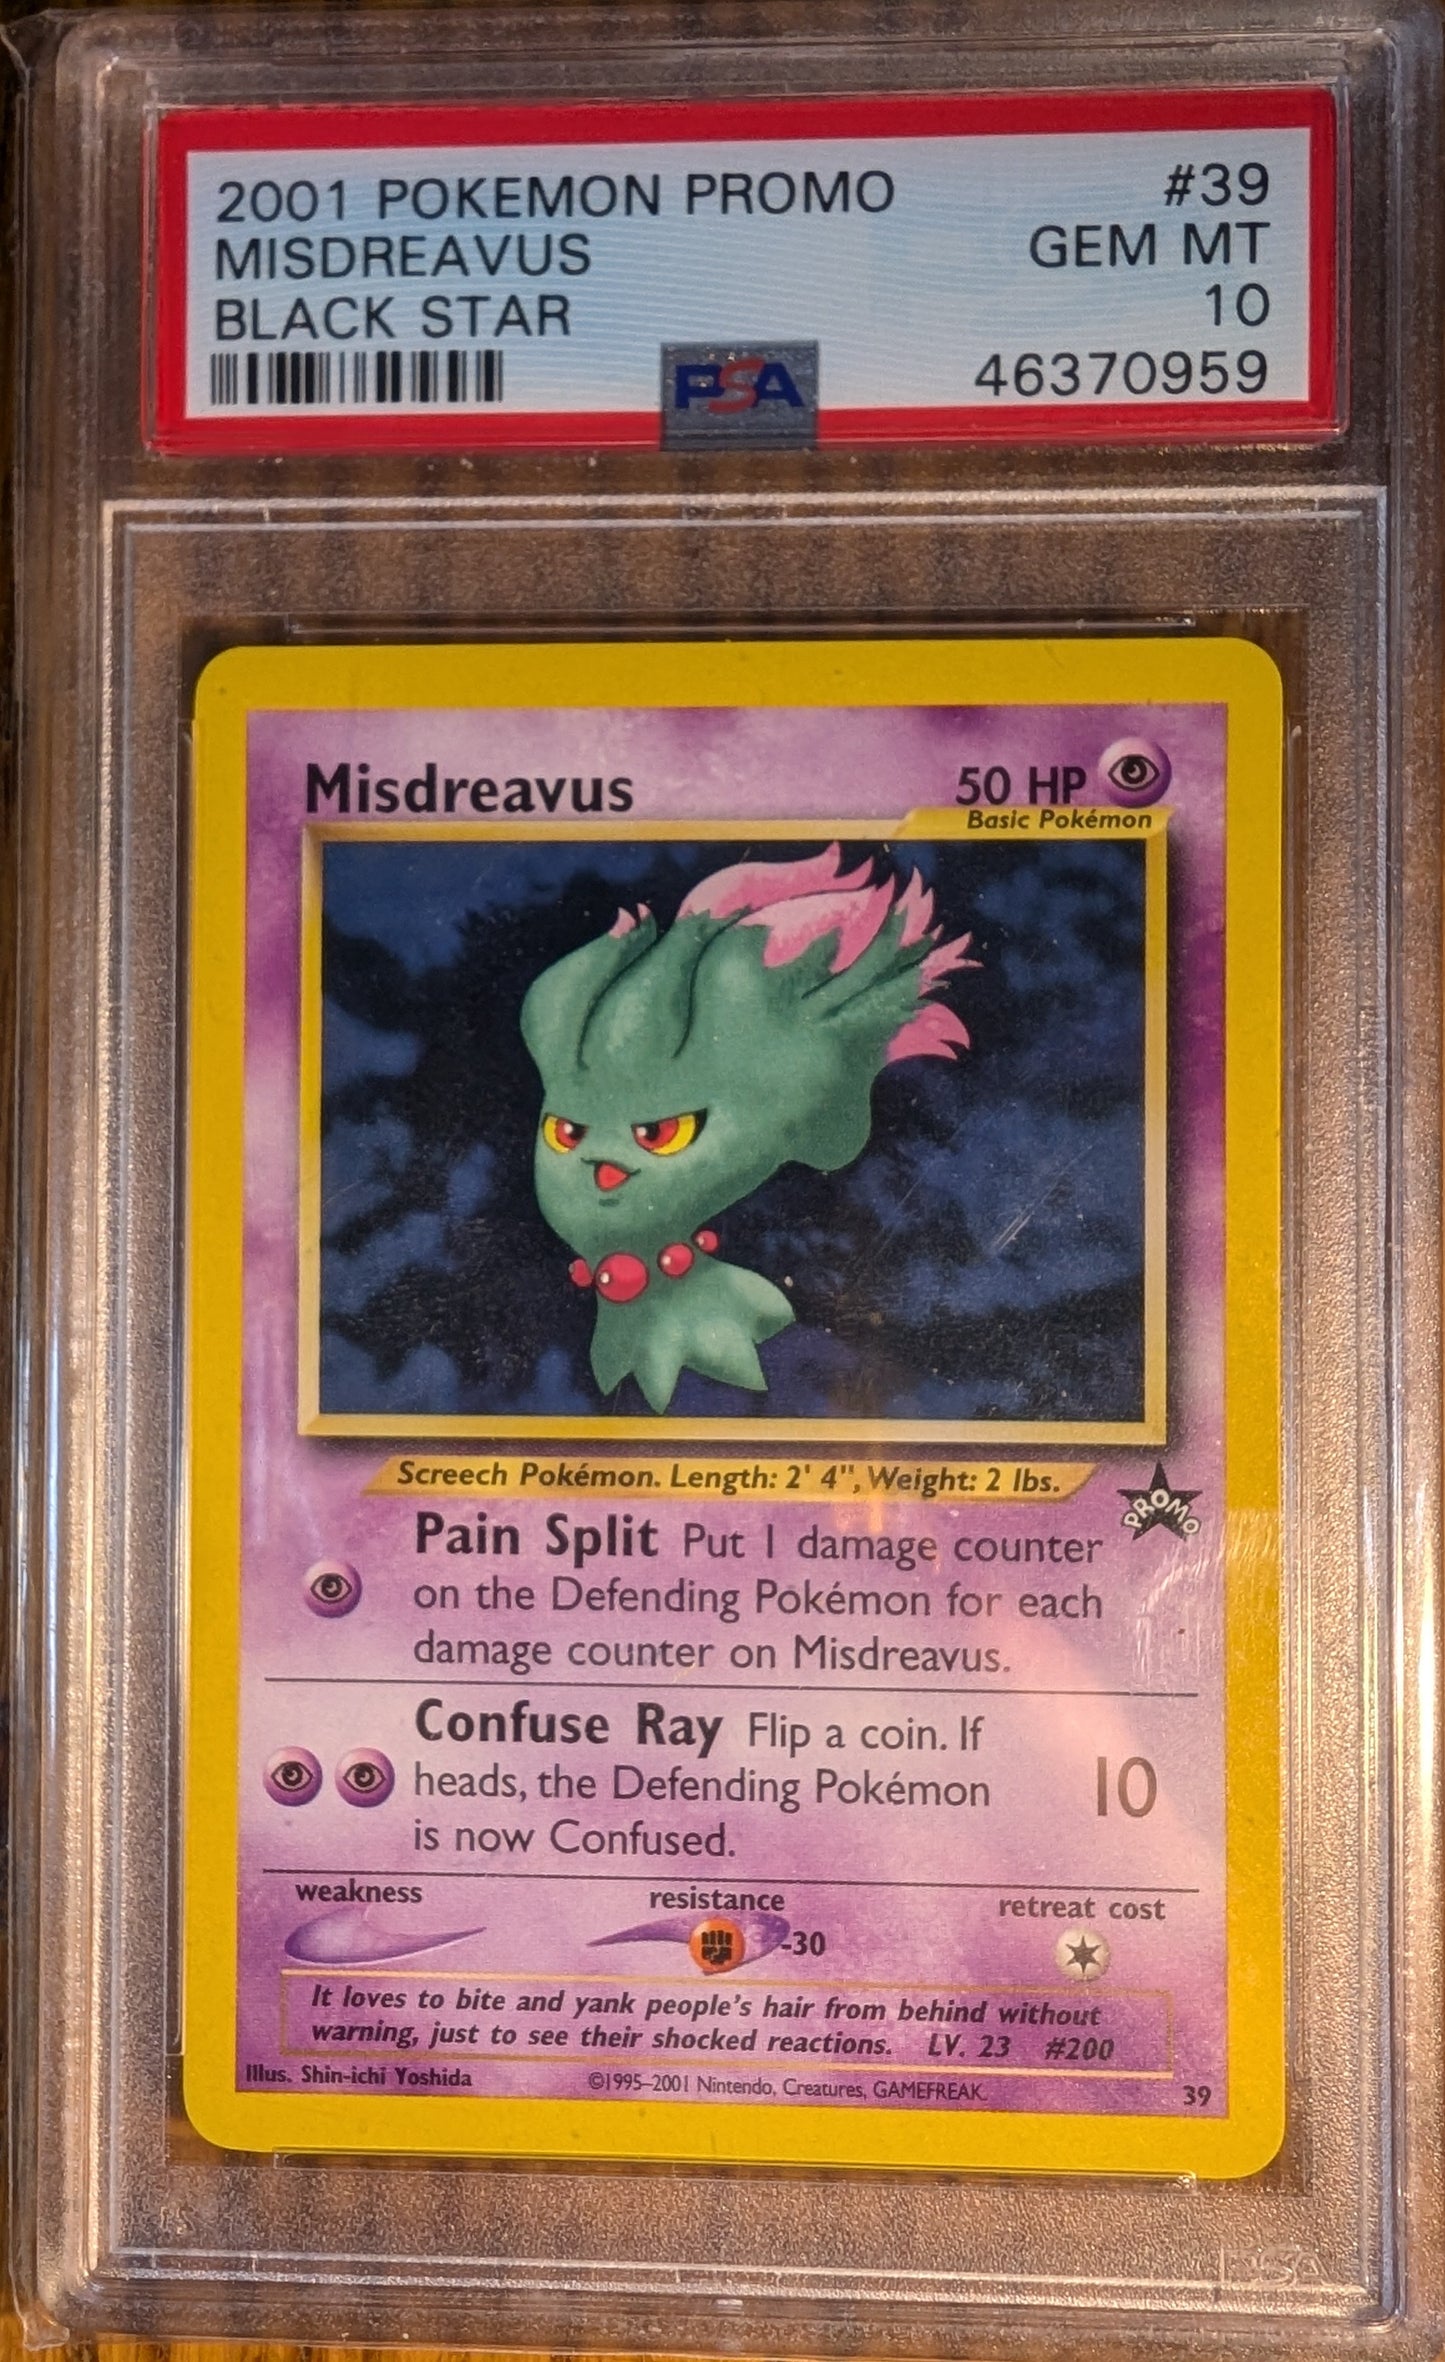 2001 POKEMON PROMO #39
MISDREAVUS GEM MT
BLACK STAR 10
PSA 46370959
Misdreavus 50 HP
Basic Pokémon
Screech Pokémon. Length: 2' 4", Weight: 2 lbs.
PROMO
Pain Split Put 1 damage counter
on the Defending Pokémon for each
damage counter on Misdreavus.
Confuse Ray Flip a coin. If
heads, the Defending Pokémon 10
is now Confused.
weakness resistance retreat cost
-30
It loves to bite and yank people's hair from behind without
warning, just to see their shocked reactions. LV. 23 #200
Illus. Shin-ichi Yoshida ©1995–2001 Nintendo, Creatures, GAMEFREAK. 39
PSA